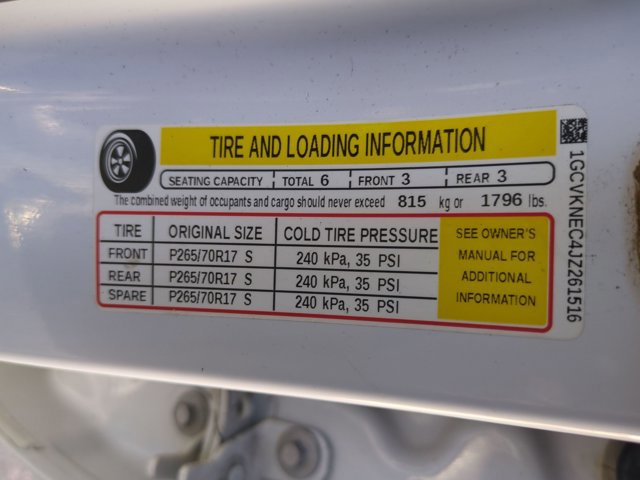 TIRE AND LOADING INFORMATION
SEATING CAPACITY TOTAL 6 FRONT 3 REAR 3
The combined weight of occupants and cargo should never exceed 815 kg or 1796 lbs.
TIRE ORIGINAL SIZE COLD TIRE PRESSURE
FRONT P265/70R17 S 240 kPa, 35 PSI
REAR P265/70R17 S 240 kPa, 35 PSI
SPARE P265/70R17 S 240 kPa, 35 PSI
SEE OWNER'S
MANUAL FOR
ADDITIONAL
INFORMATION
1GCVKNEC4JZ261516